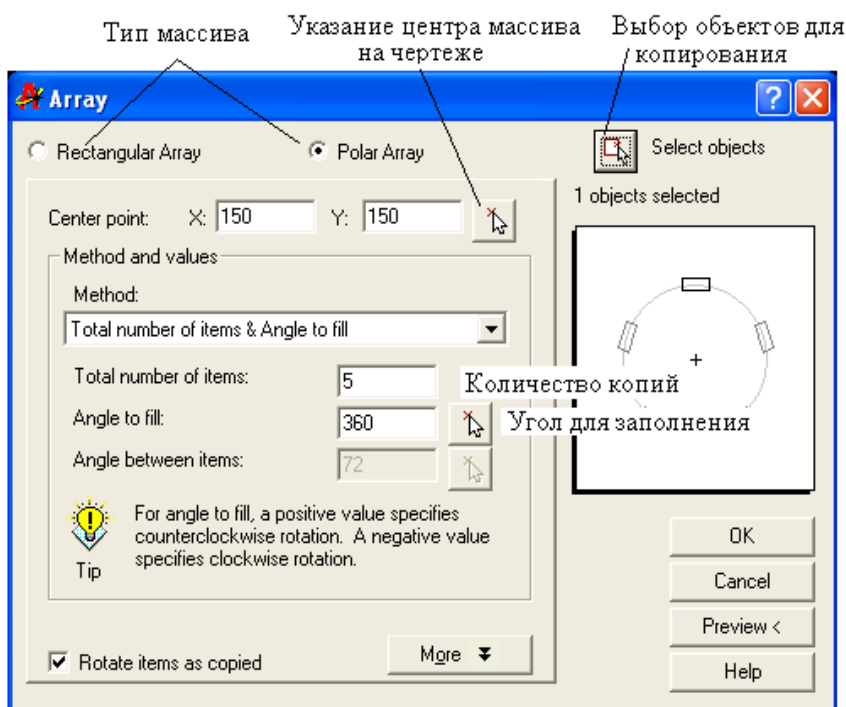 Тип массива
Указание центра массива
на чертеже
Выбор объектов для
копирования
Array
Rectangular Array
Polar Array
Select objects
1 objects selected
Center point: X: 150 Y: 150
Method and values
Method:
Total number of items & Angle to fill
Total number of items: 5
Количество копий
Angle to fill: 360
Угол для заполнения
Angle between items: 72
For angle to fill, a positive value specifies
counterclockwise rotation. A negative value
specifies clockwise rotation.
Tip
Rotate items as copied
More
OK
Cancel
Preview <
Help